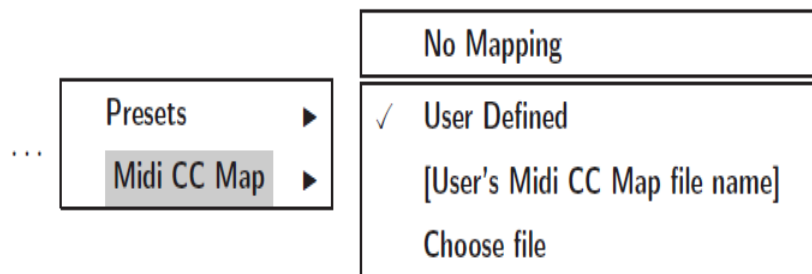 No Mapping
Presets ▶
✓ User Defined
...
Midi CC Map ▶
[User's Midi CC Map file name]
Choose file